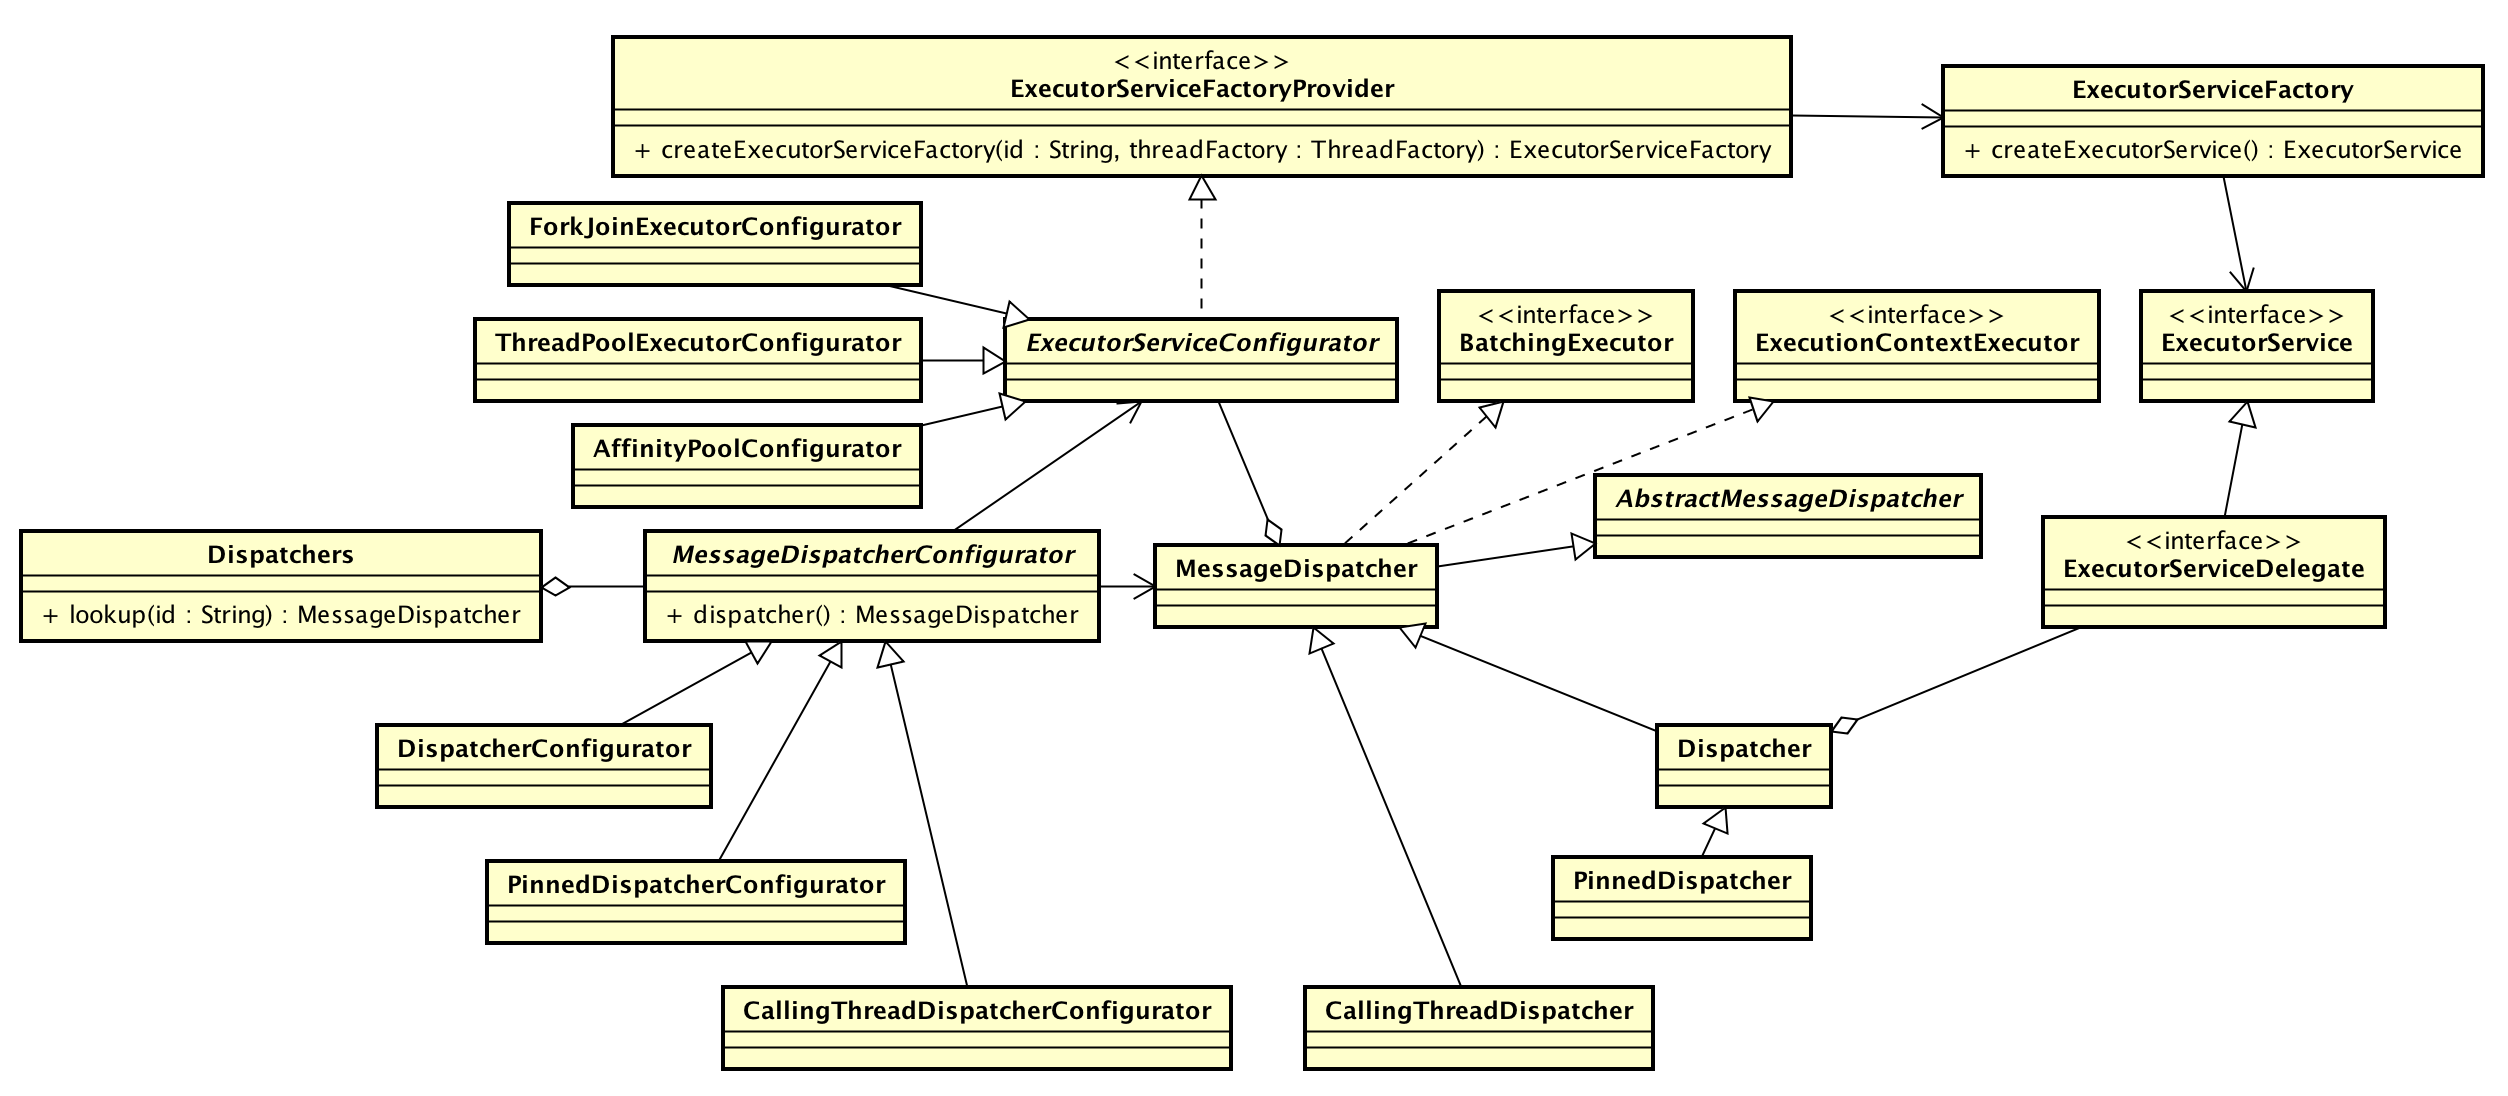 <<interface>>
ExecutorServiceFactoryProvider
+ createExecutorServiceFactory(id : String, threadFactory : ThreadFactory) : ExecutorServiceFactory
ExecutorServiceFactory
+ createExecutorService() : ExecutorService
ForkJoinExecutorConfigurator
ThreadPoolExecutorConfigurator
ExecutorServiceConfigurator
<<interface>>
BatchingExecutor
<<interface>>
ExecutionContextExecutor
<<interface>>
ExecutorService
AffinityPoolConfigurator
AbstractMessageDispatcher
Dispatchers
+ lookup(id : String) : MessageDispatcher
MessageDispatcherConfigurator
+ dispatcher() : MessageDispatcher
MessageDispatcher
<<interface>>
ExecutorServiceDelegate
DispatcherConfigurator
Dispatcher
PinnedDispatcherConfigurator
PinnedDispatcher
CallingThreadDispatcherConfigurator
CallingThreadDispatcher